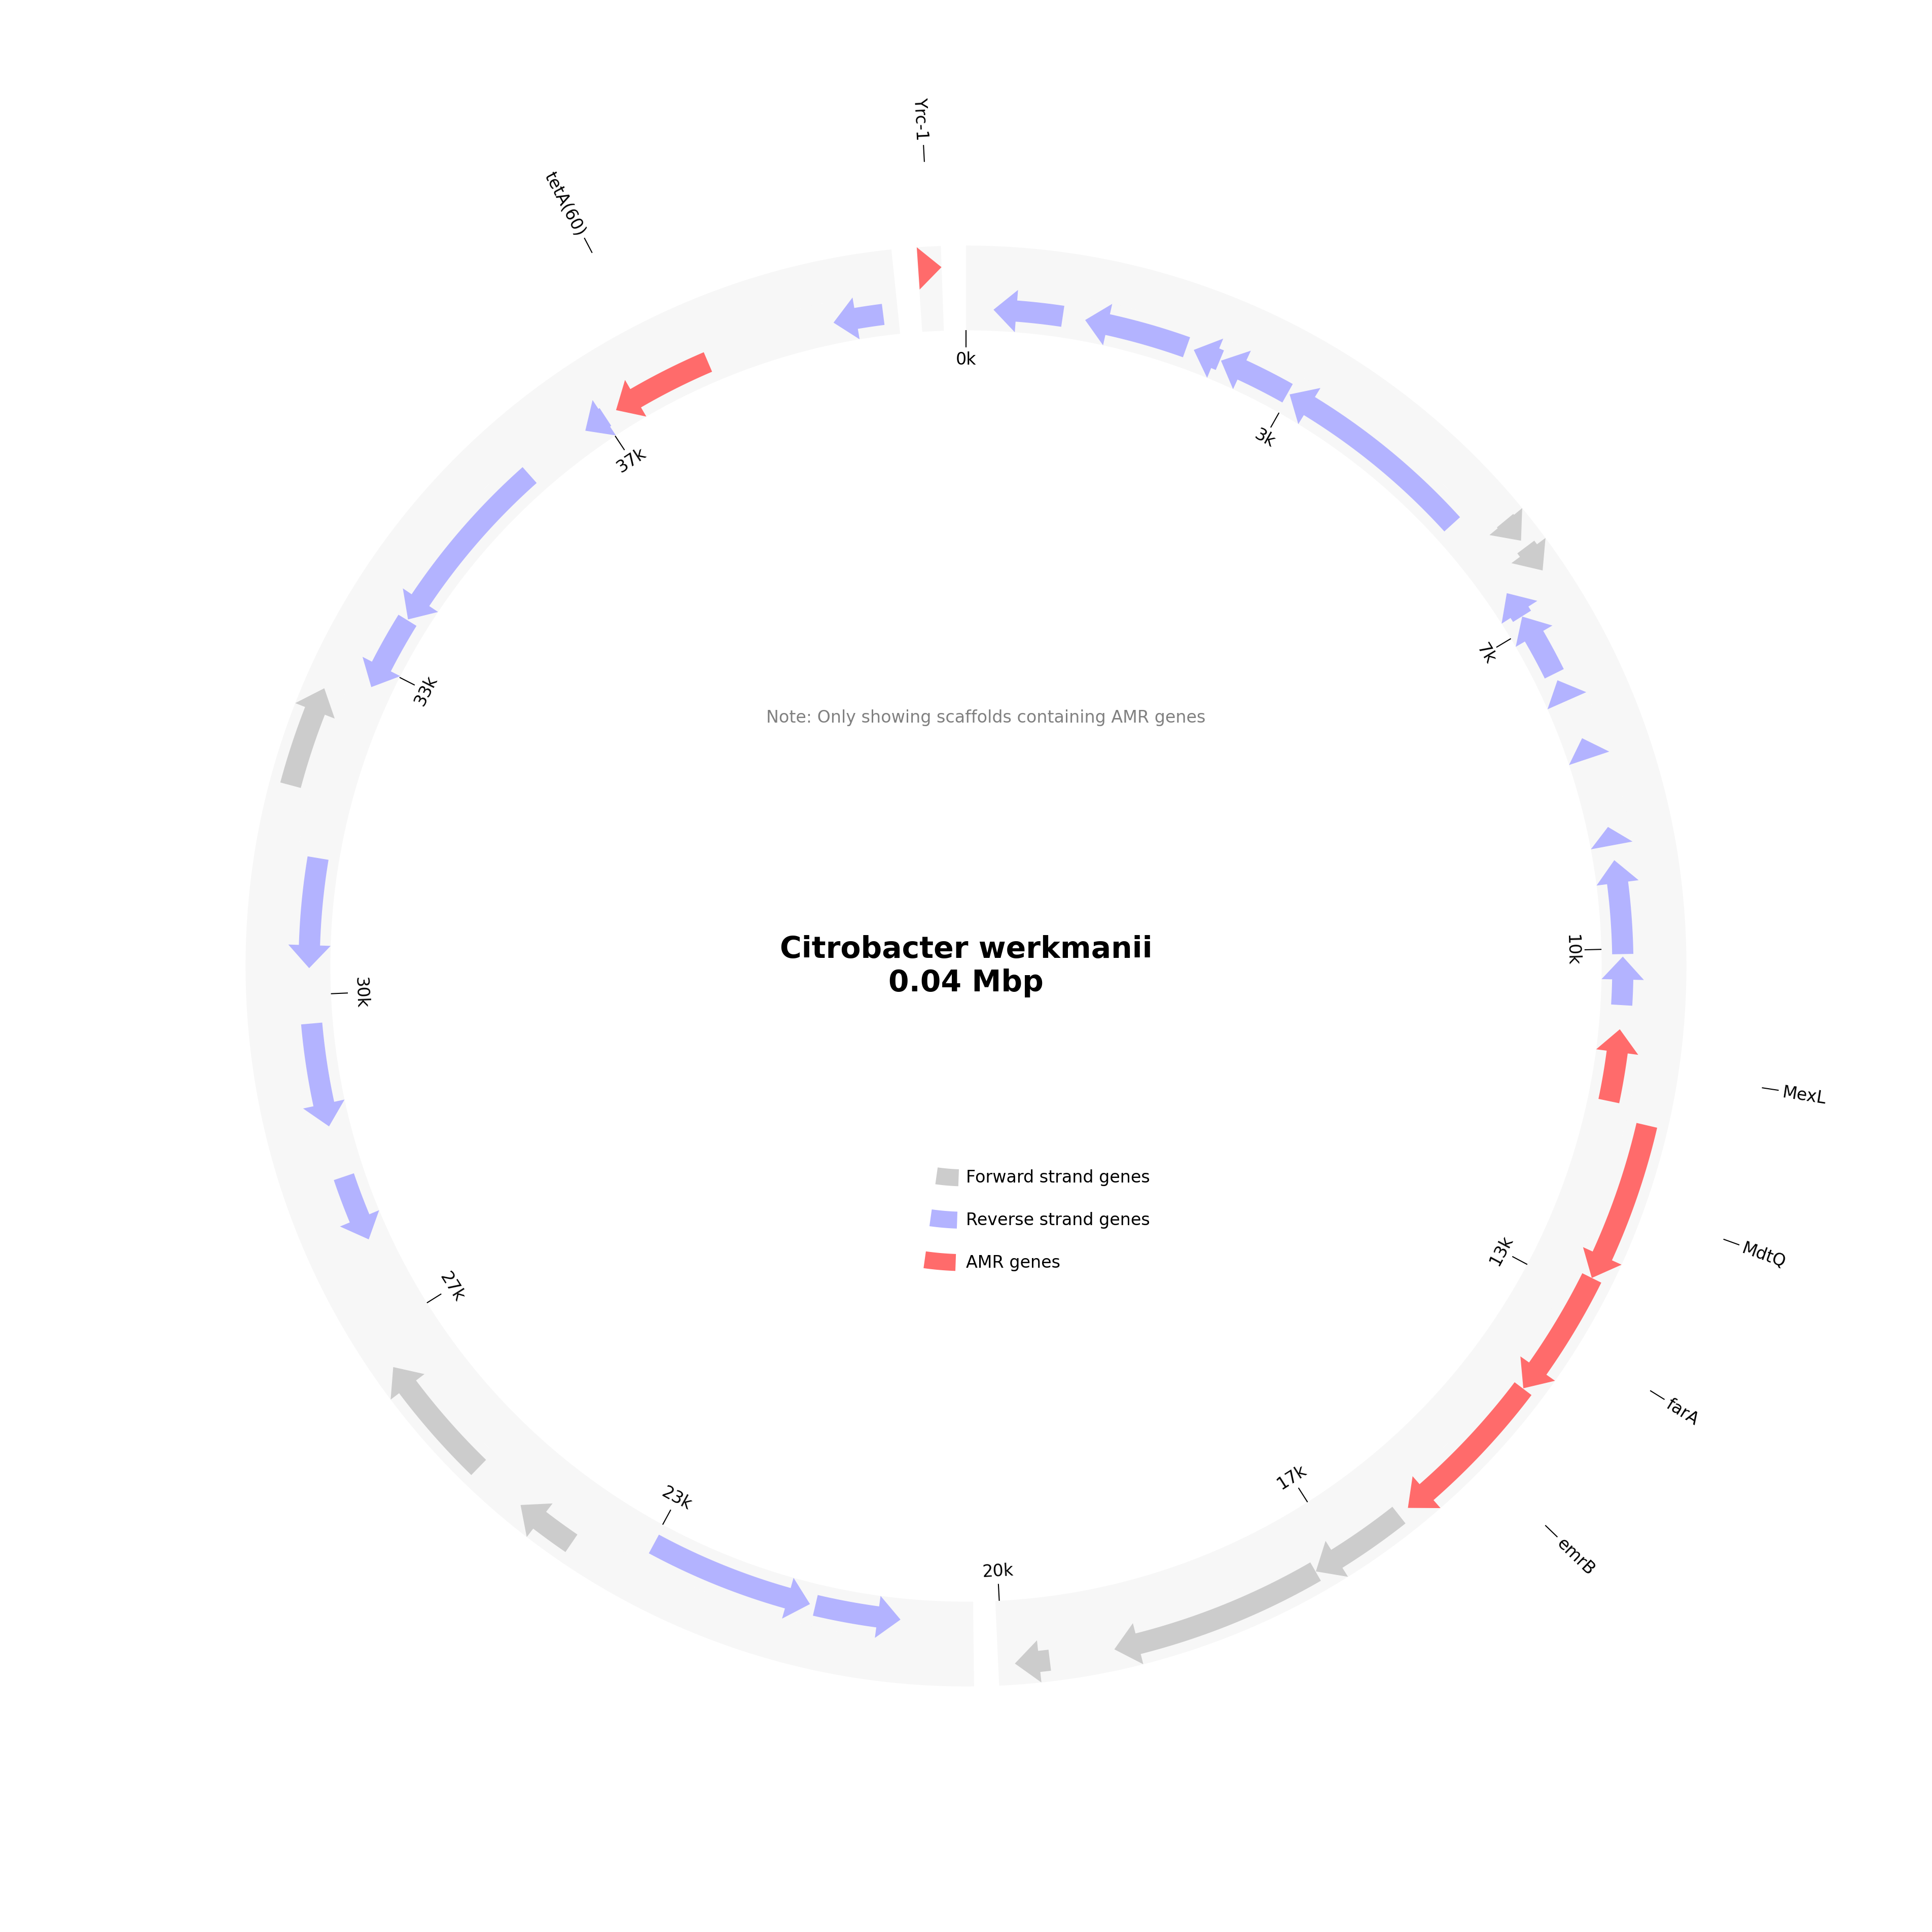 Yrc-1
tetA(60)
0k
3k
37k
7k
33k
Note: Only showing scaffolds containing AMR genes
Citrobacter werkmanii
0.04 Mbp
10k
30k
MexL
Forward strand genes
Reverse strand genes
AMR genes
13k
MdtQ
27k
farA
17k
23k
emrB
20k